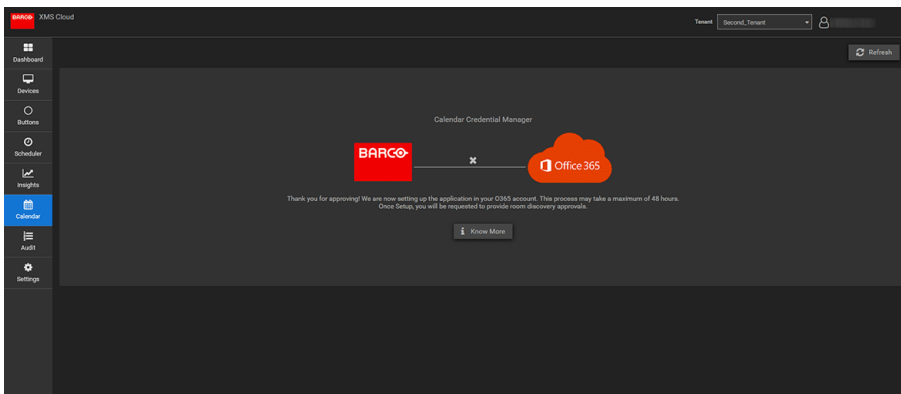 BARCO XMS Cloud
Tenant Second_Tenant
Refresh
Dashboard
Devices
Buttons
Scheduler
Insights
Calendar
Audit
Settings
Calendar Credential Manager
BARCO
Office 365
Thank you for approving! We are now setting up the application in your O365 account. This process may take a maximum of 48 hours.
Once Setup, you will be requested to provide room discovery approvals.
Know More